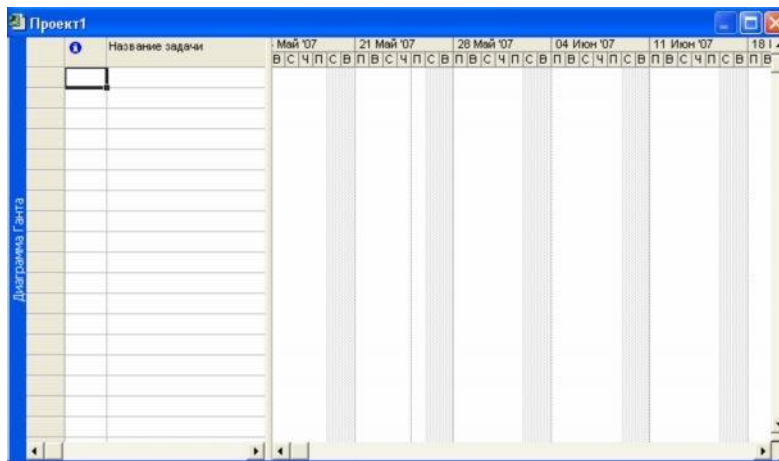 Проект1
Название задачи
Май '07 21 Май '07 28 Май '07 04 Июн '07 11 Июн '07 18
В С Ч П С В П В С Ч П С В П В С Ч П С В П В С Ч П С В П В С Ч П С В П В
Диаграмма Ганта